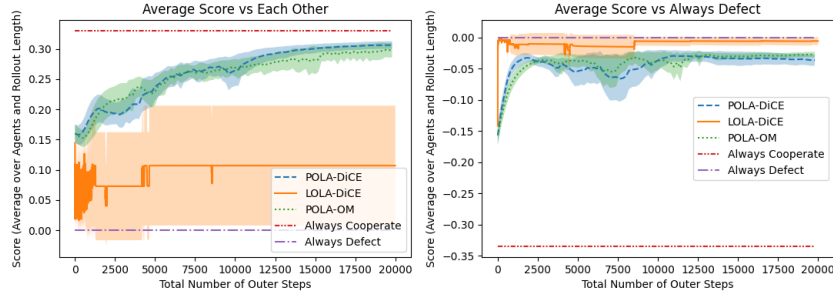 Average Score vs Each Other
Score (Average over Agents and Rollout Length)
0.30
0.25
0.20
0.15
0.10
0.05
0.00
POLA-DiCE
LOLA-DiCE
POLA-OM
Always Cooperate
Always Defect
0 2500 5000 7500 10000 12500 15000 17500 20000
Total Number of Outer Steps
Average Score vs Always Defect
Score (Average over Agents and Rollout Length)
0.00
−0.05
−0.10
−0.15
−0.20
−0.25
−0.30
−0.35
POLA-DiCE
LOLA-DiCE
POLA-OM
Always Cooperate
Always Defect
0 2500 5000 7500 10000 12500 15000 17500 20000
Total Number of Outer Steps